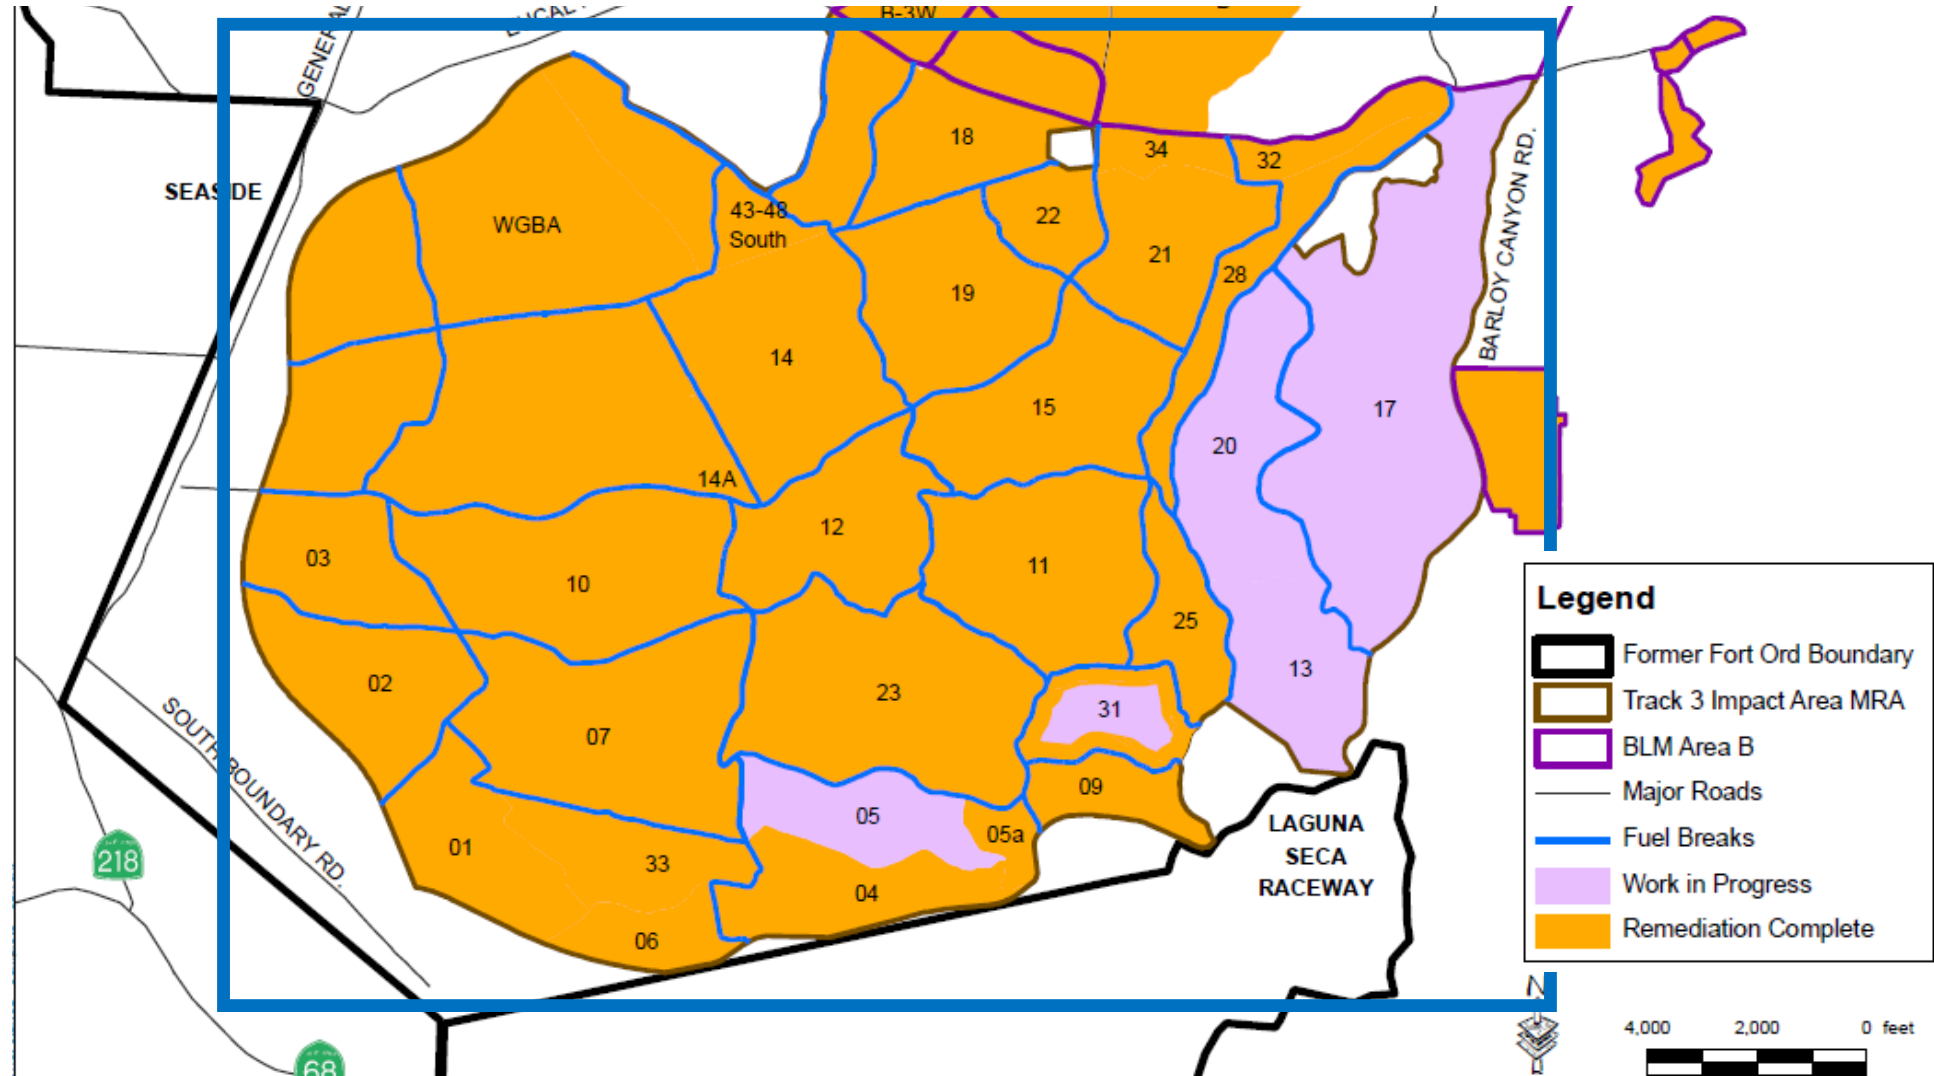 B-3W
GENERAL
SEASIDE
18
34
32
WGBA
43-48
South
22
21
28
19
14
15
20
17
BARLOY CANYON RD.
14A
12
03
10
11
25
02
13
23
31
07
09
05
05a
01
33
04
06
SOUTH BOUNDARY RD.
218
68
LAGUNA
SECA
RACEWAY
Legend
Former Fort Ord Boundary
Track 3 Impact Area MRA
BLM Area B
Major Roads
Fuel Breaks
Work in Progress
Remediation Complete
N
4,000 2,000 0 feet